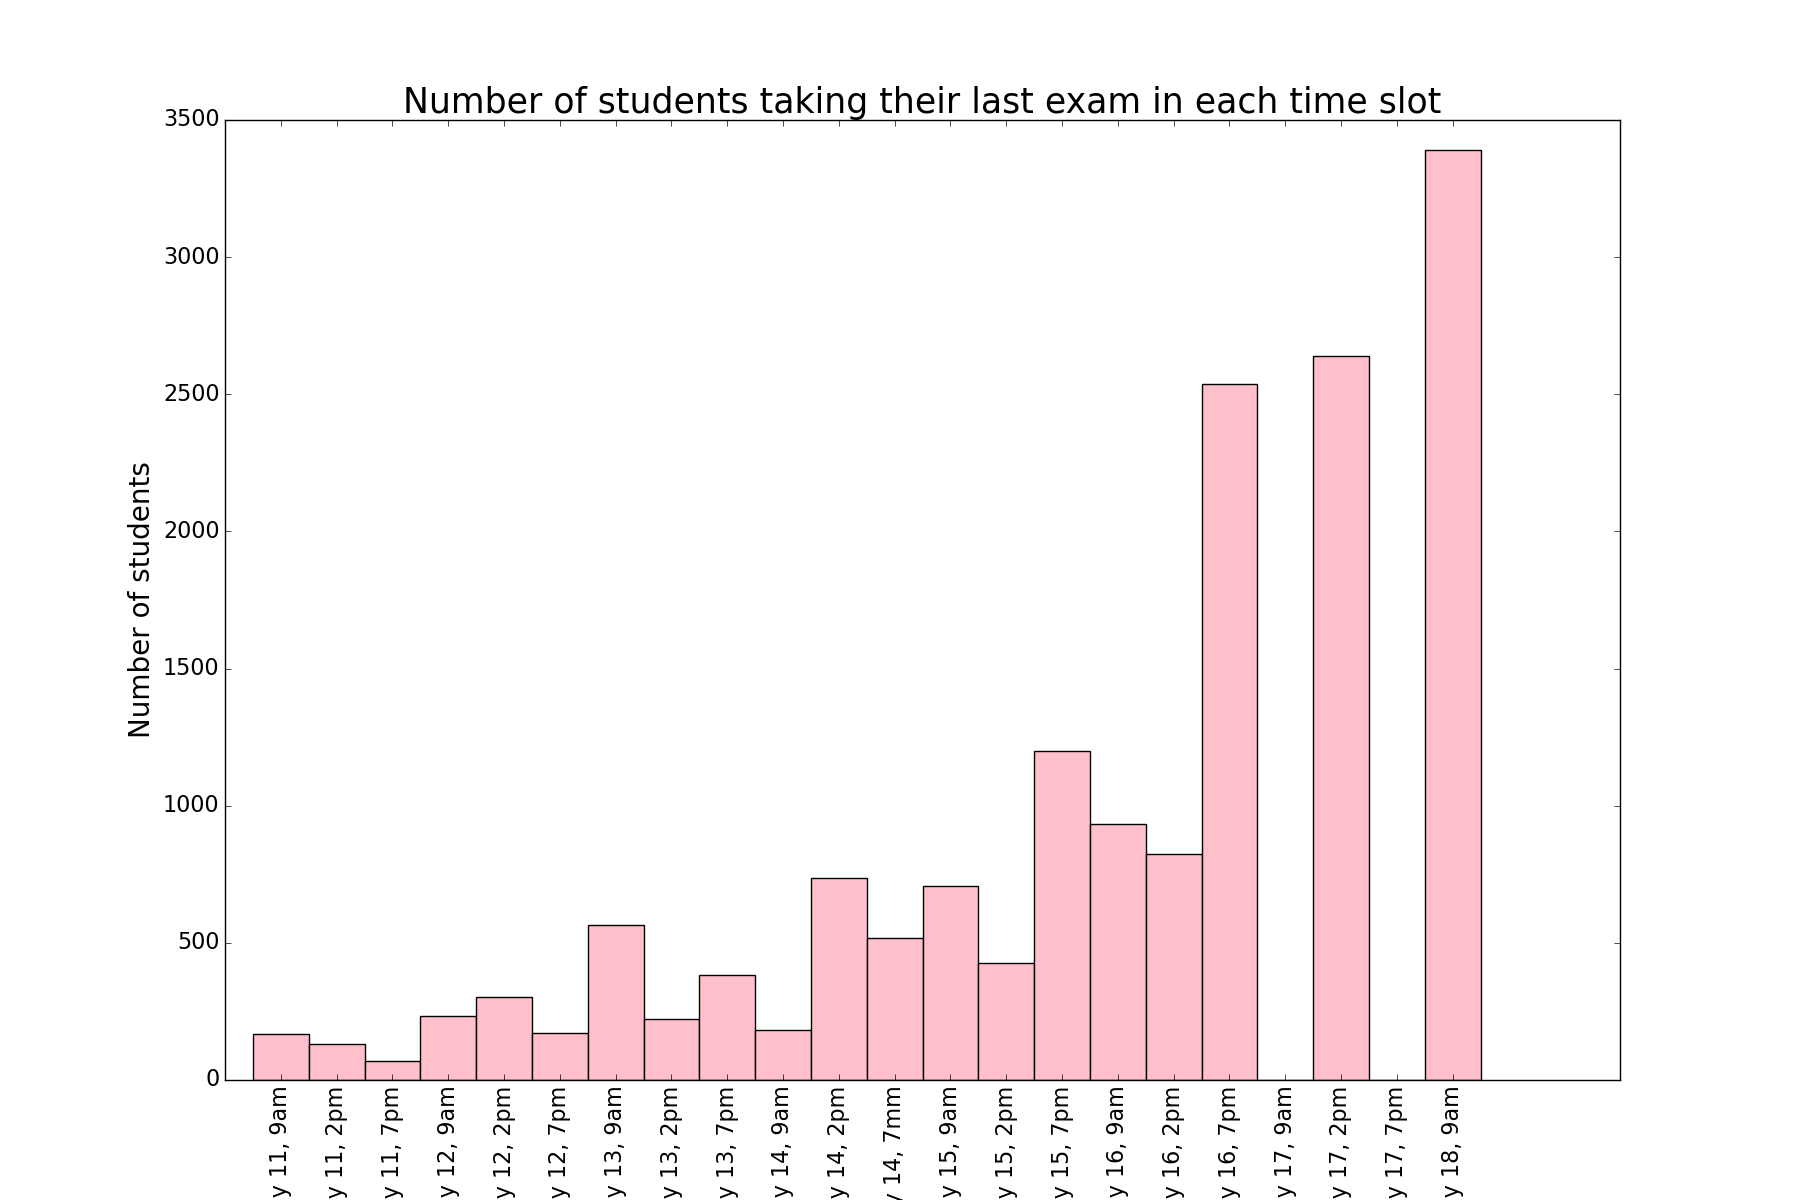 Number of students taking their last exam in each time slot
3500
3000
2500
2000
1500
1000
500
0
Number of students
y 11, 9am
y 11, 2pm
y 11, 7pm
y 12, 9am
y 12, 2pm
y 12, 7pm
y 13, 9am
y 13, 2pm
y 13, 7pm
y 14, 9am
y 14, 2pm
y 14, 7mm
y 15, 9am
y 15, 2pm
y 15, 7pm
y 16, 9am
y 16, 2pm
y 16, 7pm
y 17, 9am
y 17, 2pm
y 17, 7pm
y 18, 9am